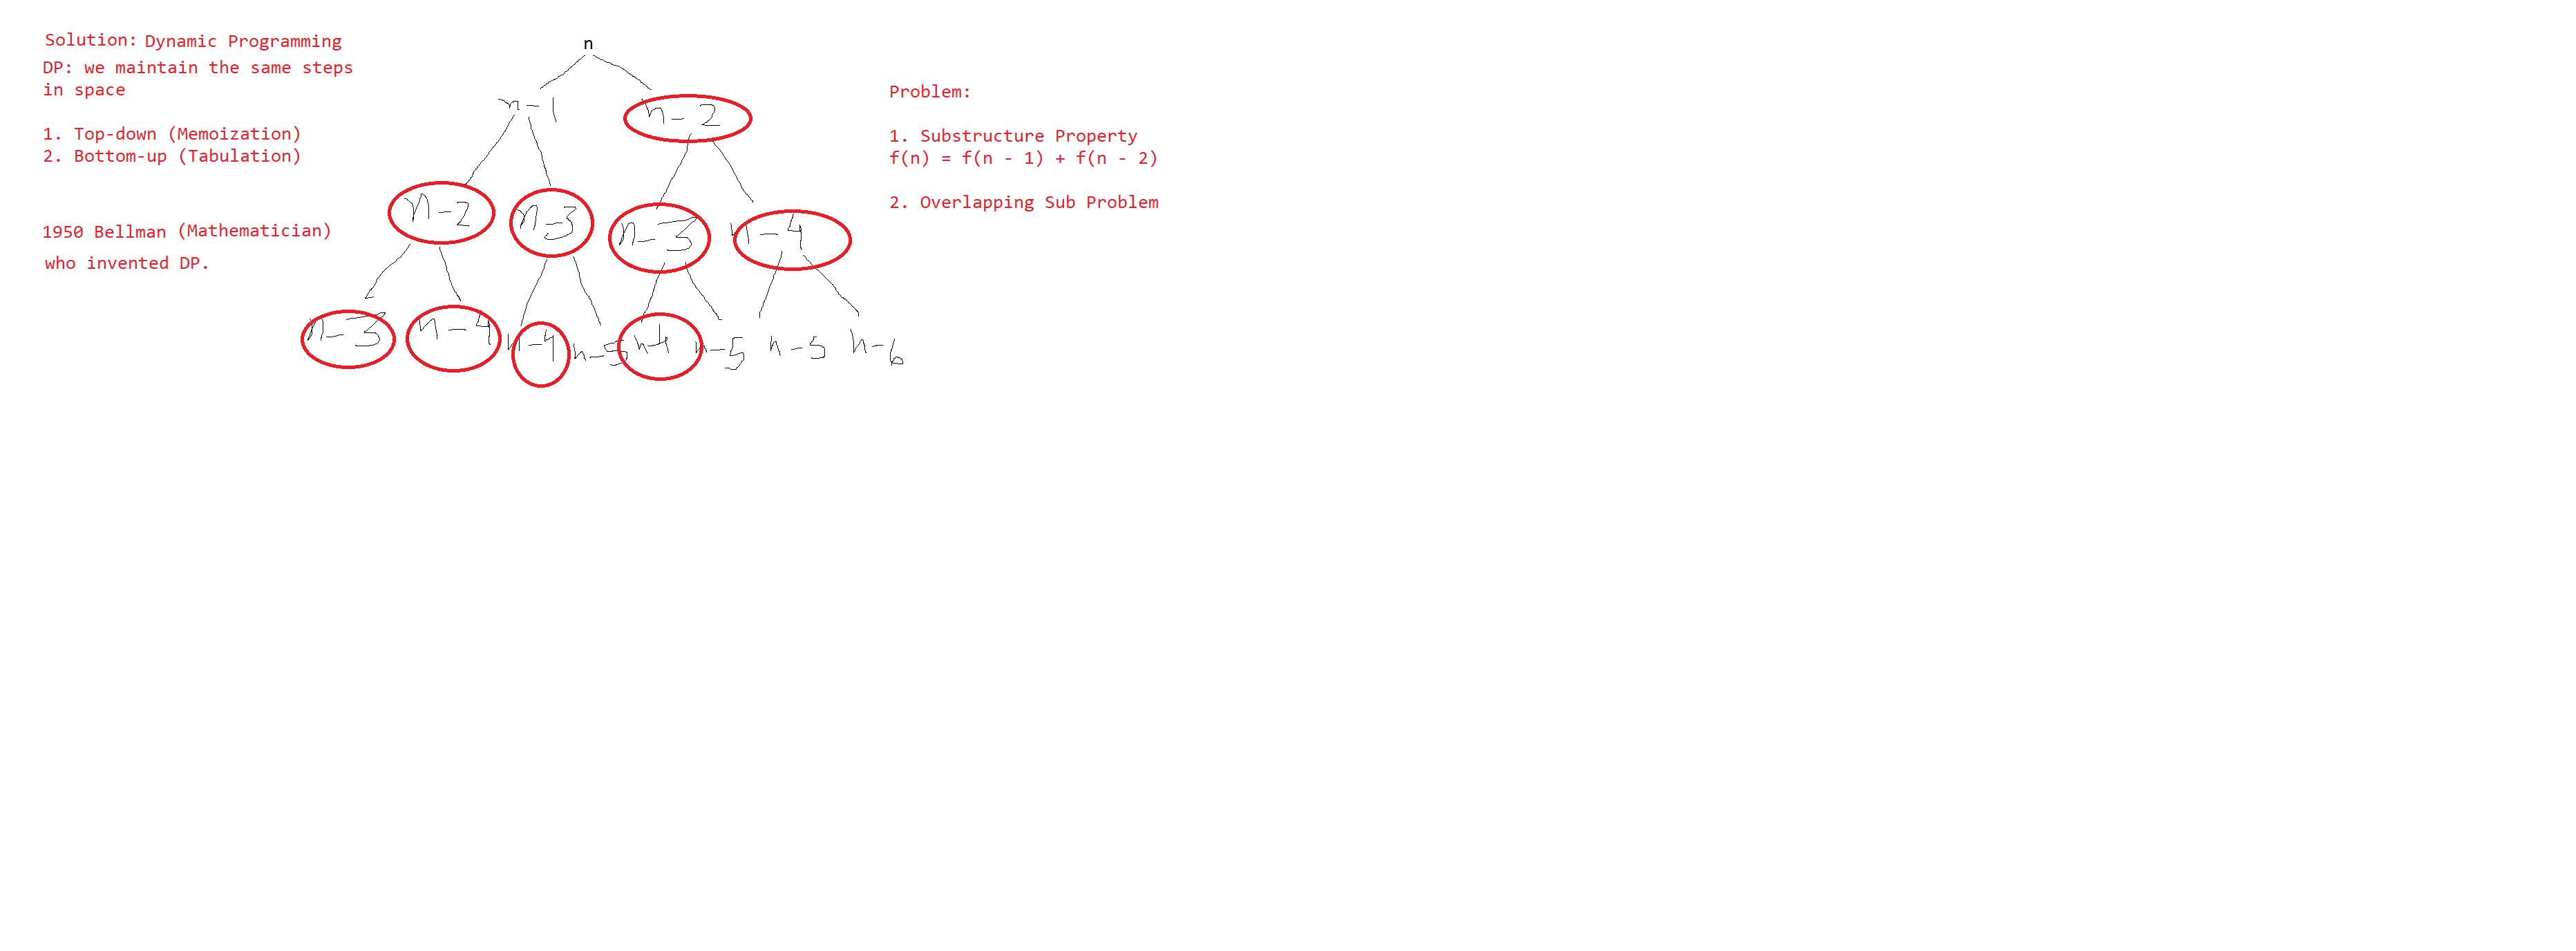 Solution: Dynamic Programming
DP: we maintain the same steps
in space
1. Top-down (Memoization)
2. Bottom-up (Tabulation)
1950 Bellman (Mathematician)
who invented DP.
n
n-1 n-2
n-2 n-3 n-3 n-4
n-3 n-4 n-4 n-5 n-4 n-5 n-5 n-6
Problem:
1. Substructure Property
f(n) = f(n - 1) + f(n - 2)
2. Overlapping Sub Problem